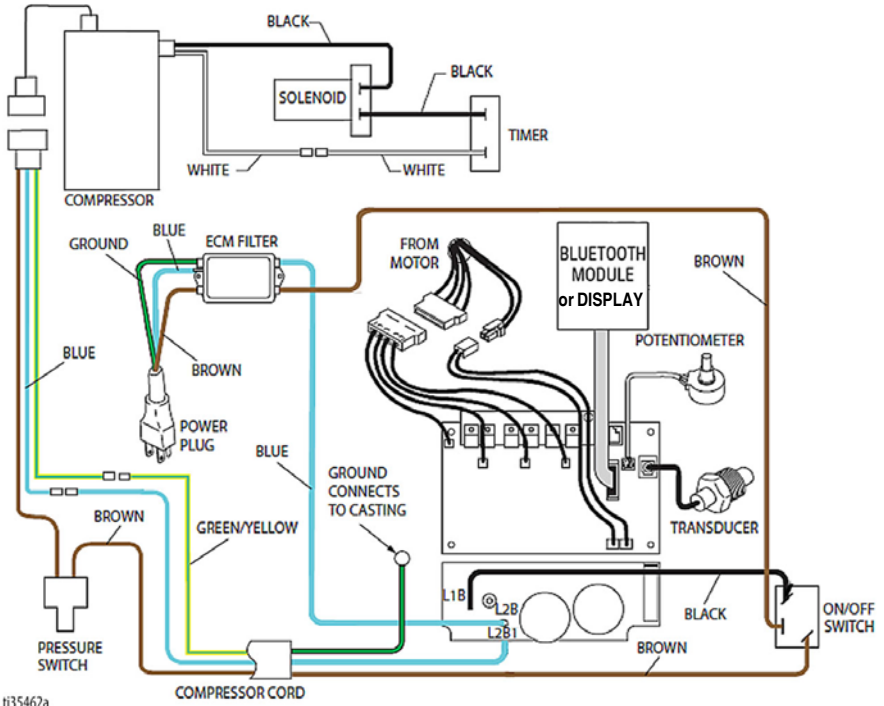 BLACK
BLACK
SOLENOID
TIMER
WHITE
WHITE
COMPRESSOR
BLUE
GROUND
ECM FILTER
FROM
MOTOR
BLUETOOTH
MODULE
or DISPLAY
BROWN
POTENTIOMETER
BLUE
BROWN
POWER
PLUG
BLUE
GROUND
CONNECTS
TO CASTING
TRANSDUCER
BROWN
GREEN/YELLOW
L1B
L2B
L2B1
BLACK
ON/OFF
SWITCH
PRESSURE
SWITCH
BROWN
COMPRESSOR CORD
ti35462a